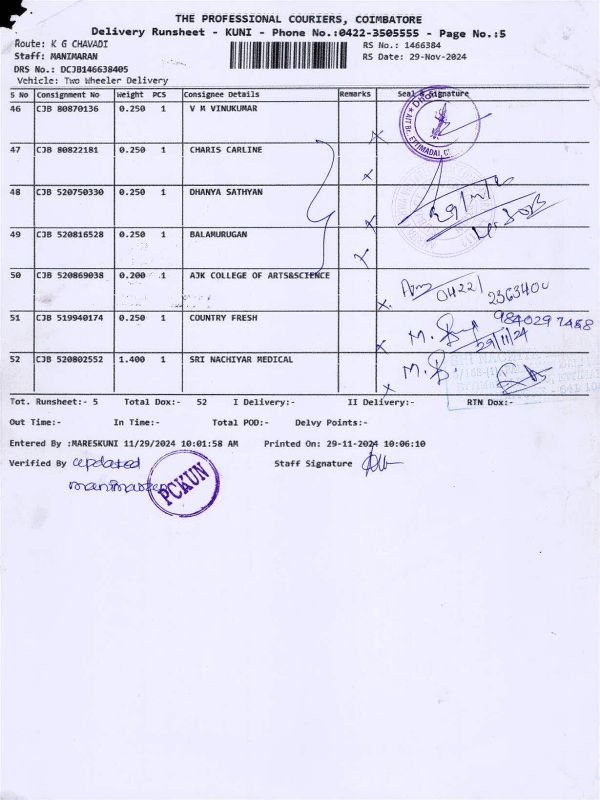 THE PROFESSIONAL COURIERS, COIMBATORE
Delivery Runsheet - KUNI - Phone No.:0422-3505555 - Page No.:5
Route: K G CHAVADI RS No.: 1466384
Staff: MANIMARAN RS Date: 29-Nov-2024
DRS No.: DCJB146638405
Vehicle: Two Wheeler Delivery
S No Consignment No Weight PCS Consignee Details Remarks Seal & Signature
46 CJB 80870136 0.250 1 V M VINUKUMAR
47 CJB 80822181 0.250 1 CHARIS CARLINE
48 CJB 520750330 0.250 1 DHANYA SATHYAN
49 CJB 520816528 0.250 1 BALAMURUGAN
50 CJB 520869038 0.200 1 AJK COLLEGE OF ARTS&SCIENCE
0422/
2363400
51 CJB 519940174 0.250 1 COUNTRY FRESH
9840297458
29/11/24
52 CJB 520802552 1.400 1 SRI NACHIYAR MEDICAL
Tot. Runsheet:- 5 Total Dox:- 52 I Delivery:- II Delivery:- RTN Dox:-
Out Time:- In Time:- Total POD:- Delvy Points:-
Entered By :MARESKUNI 11/29/2024 10:01:58 AM Printed On: 29-11-2024 10:06:10
Verified By updated Staff Signature
PCKUN